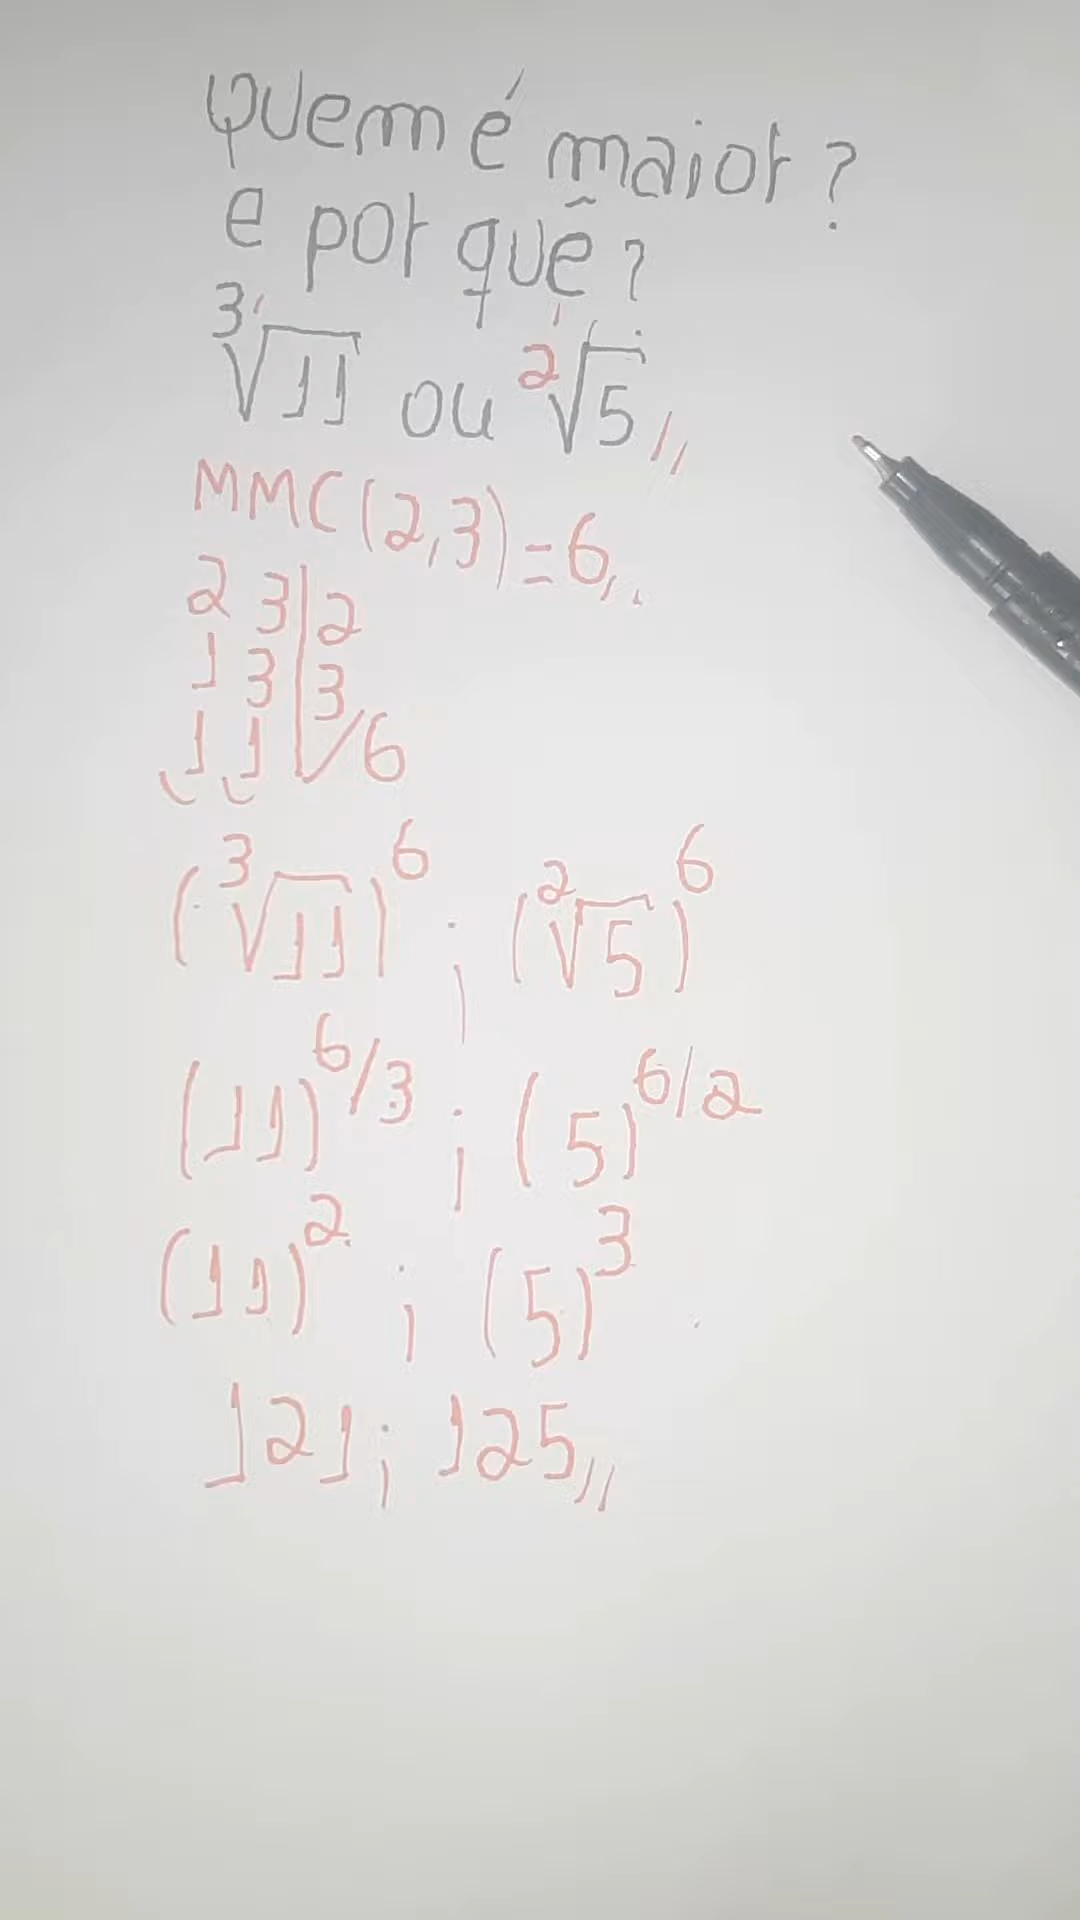 Quem é maior?
e por quê?
∛11 ou ²√5,,
MMC(2,3)=6,,
2 3|2
1 3|3
1 1|/6
(∛11)⁶ ; (²√5)⁶
(11)^6/3 ; (5)^6/2
(11)² ; (5)³
121; 125,,